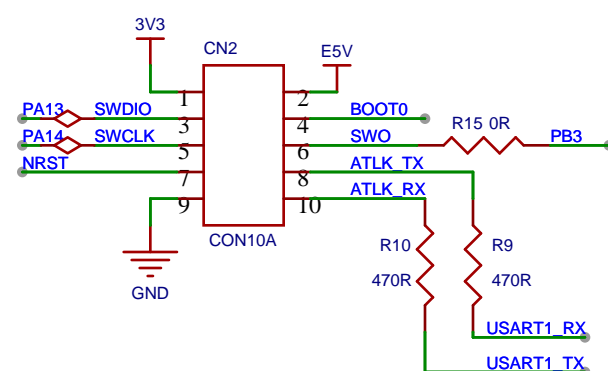 3V3
CN2
E5V
1
2
PA13
SWDIO
3
4
BOOT0
PA14
SWCLK
5
6
SWO
R15 0R
PB3
NRST
7
8
ATLK_TX
9
10
ATLK_RX
CON10A
GND
R10
R9
470R
470R
USART1_RX
USART1_TX